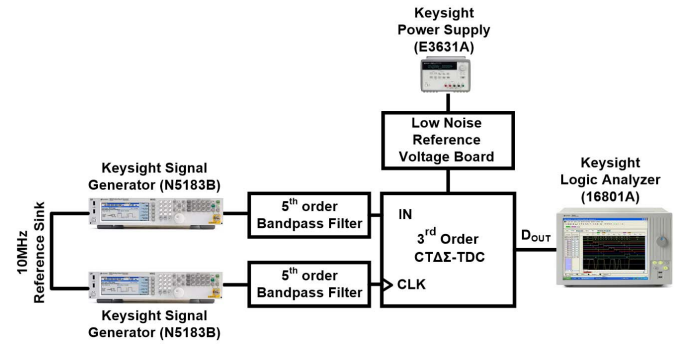 Keysight
Power Supply
(E3631A)
Low Noise
Reference
Voltage Board
Keysight Signal
Generator (N5183B)
Keysight
Logic Analyzer
(16801A)
5th order
Bandpass Filter
IN
3rd Order
CTΔΣ-TDC
DOUT
10MHz
Reference Sink
5th order
Bandpass Filter
CLK
Keysight Signal
Generator (N5183B)